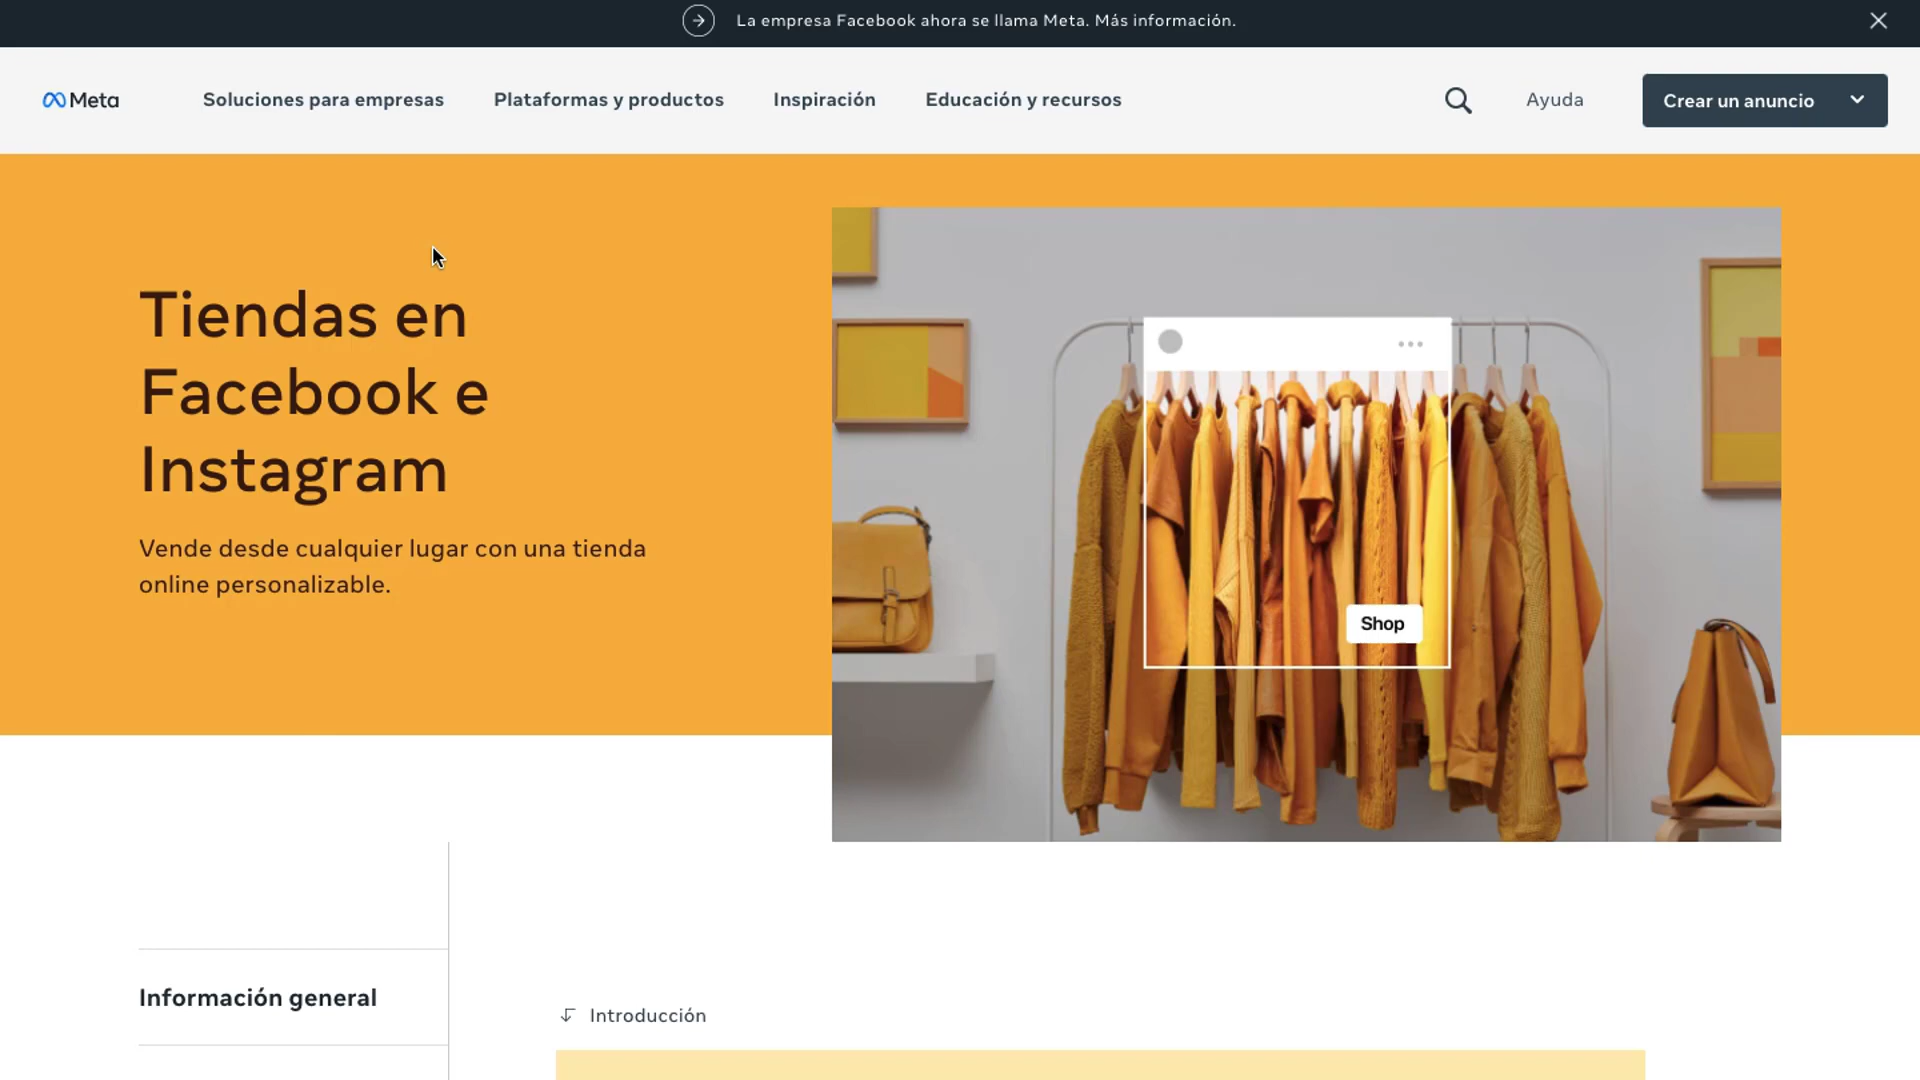 La empresa Facebook ahora se llama Meta. Más información.
Meta
Soluciones para empresas
Plataformas y productos
Inspiración
Educación y recursos
Ayuda
Crear un anuncio
Tiendas en
Facebook e
Instagram
Vende desde cualquier lugar con una tienda
online personalizable.
Shop
Información general
Introducción